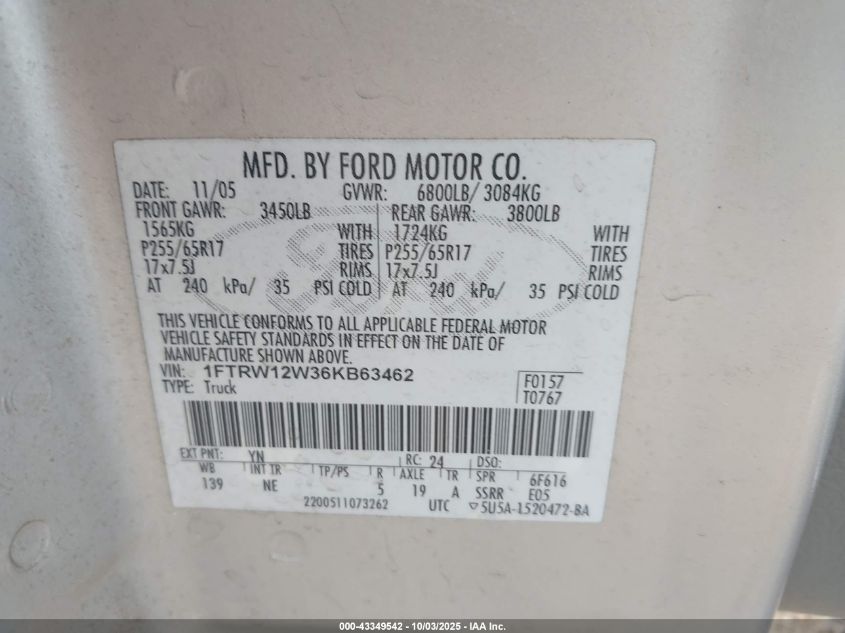 MFD. BY FORD MOTOR CO.
DATE: 11/05 GVWR: 6800LB/ 3084KG
FRONT GAWR: 3450LB REAR GAWR: 3800LB
1565KG WITH 1724KG WITH
P255/65R17 TIRES P255/65R17 TIRES
17x7.5J RIMS 17x7.5J RIMS
AT 240 kPa/ 35 PSI COLD AT 240 kPa/ 35 PSI COLD
THIS VEHICLE CONFORMS TO ALL APPLICABLE FEDERAL MOTOR
VEHICLE SAFETY STANDARDS IN EFFECT ON THE DATE OF
MANUFACTURE SHOWN ABOVE.
VIN: 1FTRW12W36KB63462
TYPE: Truck
F0157
T0767
EXT PNT: YN RC: 24 DSO:
WB INT TR TP/PS R AXLE TR SPR 6F616
139 NE 5 19 A SSRR E05
2200511073262 UTC ▽5U5A-1520472-BA
000-43349542 - 10/03/2025 - IAA Inc.